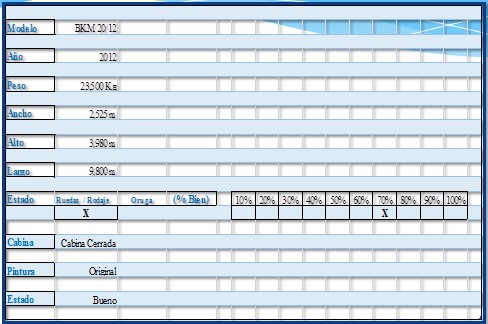 Modelo BKM 2012
Año 2012
Peso 23,500 Kg
Ancho 2,525 m
Alto 3,980 m
Largo 9,800 m
Estado Ruedas / Rodaje Oruga (% Bien) 10% 20% 30% 40% 50% 60% 70% 80% 90% 100%
X X
Cabina Cabina Cerrada
Pintura Original
Estado Bueno